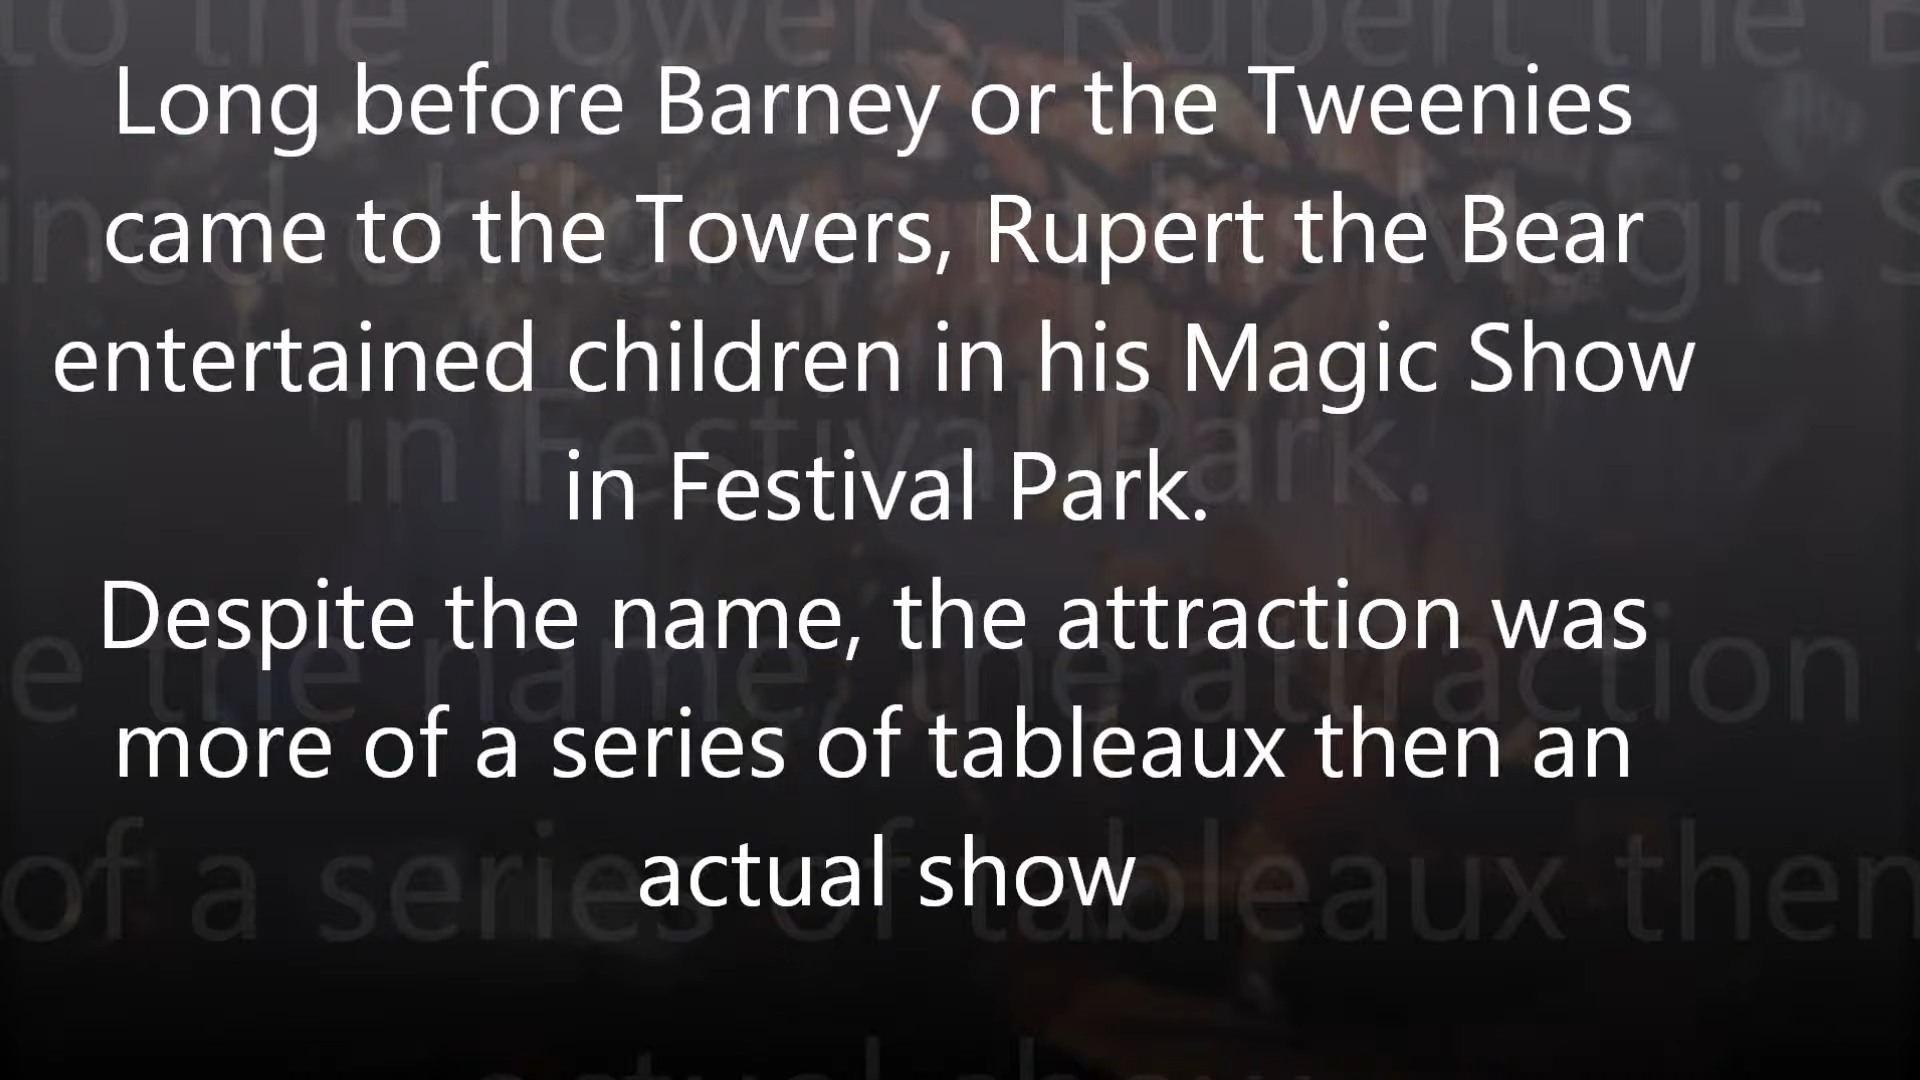 Long before Barney or the Tweenies
came to the Towers, Rupert the Bear
entertained children in his Magic Show
in Festival Park.
Despite the name, the attraction was
more of a series of tableaux then an
actual show